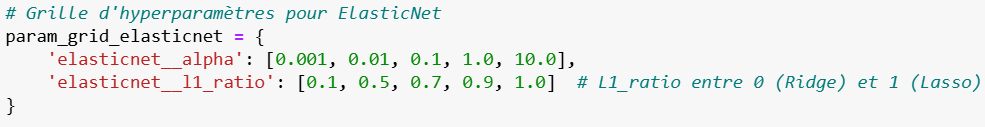 # Grille d'hyperparamètres pour ElasticNet
param_grid_elasticnet = {
    'elasticnet__alpha': [0.001, 0.01, 0.1, 1.0, 10.0],
    'elasticnet__l1_ratio': [0.1, 0.5, 0.7, 0.9, 1.0]  # L1_ratio entre 0 (Ridge) et 1 (Lasso)
}